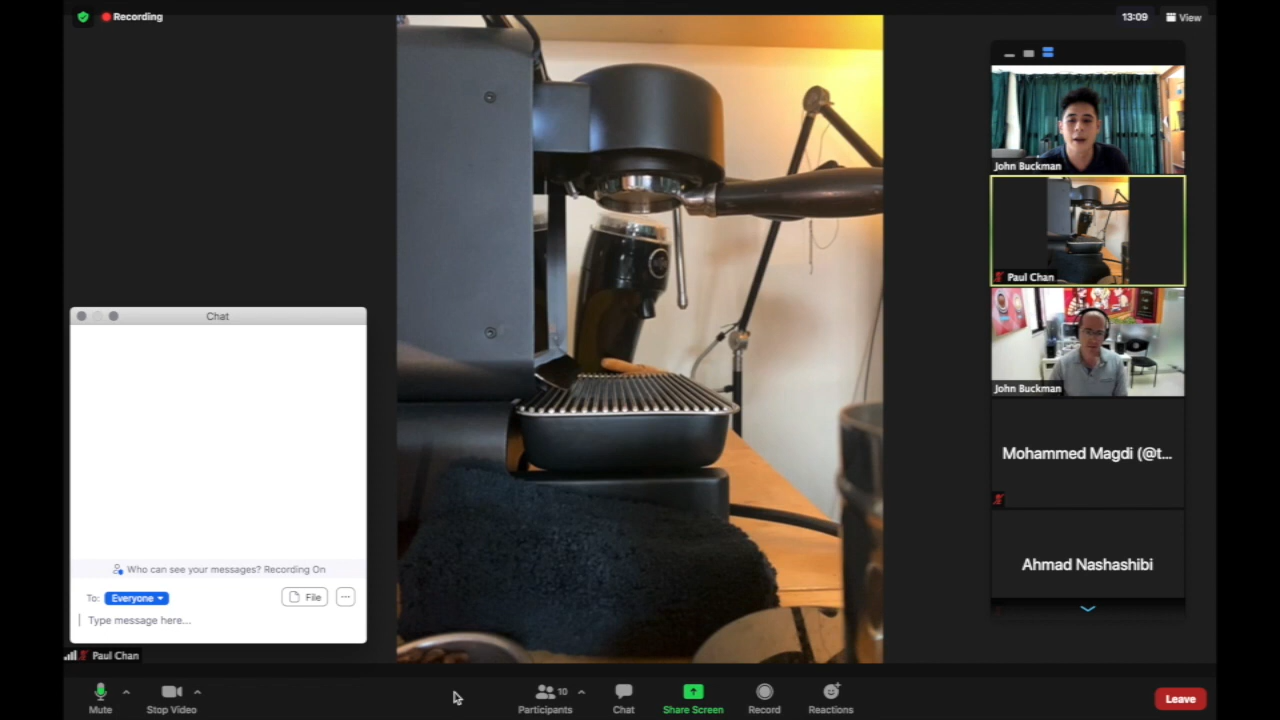 Recording
13:09
View
John Buckman
Paul Chan
John Buckman
Mohammed Magdi (@t...
Ahmad Nashashibi
Chat
Who can see your messages? Recording On
To:
Everyone
File
Type message here...
Paul Chan
Mute
Stop Video
Participants
10
Chat
Share Screen
Record
Reactions
Leave